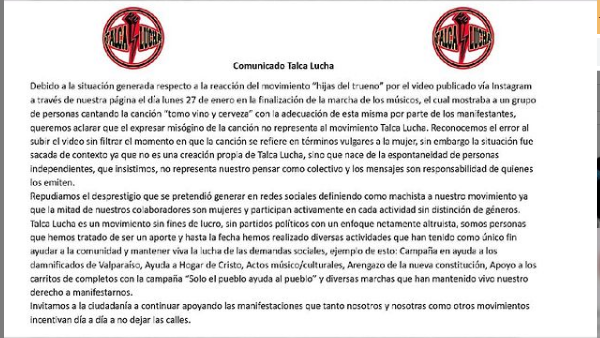 TALCA LUCHA
TALCA LUCHA
Comunicado Talca Lucha
Debido a la situación generada respecto a la reacción del movimiento "hijas del trueno" por el video publicado vía Instagram
a través de nuestra página el día lunes 27 de enero en la finalización de la marcha de los músicos, el cual mostraba a un grupo
de personas cantando la canción "tomo vino y cerveza" con la adecuación de esta misma por parte de los manifestantes,
queremos aclarar que el expresar misógino de la canción no representa al movimiento Talca Lucha. Reconocemos el error al
subir el video sin filtrar el momento en que la canción se refiere en términos vulgares a la mujer, sin embargo la situación fue
sacada de contexto ya que no es una creación propia de Talca Lucha, sino que nace de la espontaneidad de personas
independientes, que insistimos, no representa nuestro pensar como colectivo y los mensajes son responsabilidad de quienes
los emiten.
Repudiamos el desprestigio que se pretendió generar en redes sociales definiendo como machista a nuestro movimiento ya
que la mitad de nuestros colaboradores son mujeres y participan activamente en cada actividad sin distinción de géneros.
Talca Lucha es un movimiento sin fines de lucro, sin partidos políticos con un enfoque netamente altruista, somos personas
que hemos tratado de ser un aporte y hasta la fecha hemos realizado diversas actividades que han tenido como único fin
ayudar a la comunidad y mantener viva la lucha de las demandas sociales, ejemplo de esto: Campaña en ayuda a los
damnificados de Valparaíso, Ayuda a Hogar de Cristo, Actos músico/culturales, Arengazo de la nueva constitución, Apoyo a los
carritos de completos con la campaña "Solo el pueblo ayuda al pueblo" y diversas marchas que han mantenido vivo nuestro
derecho a manifestarnos.
Invitamos a la ciudadanía a continuar apoyando las manifestaciones que tanto nosotros y nosotras como otros movimientos
incentivan día a día a no dejar las calles.